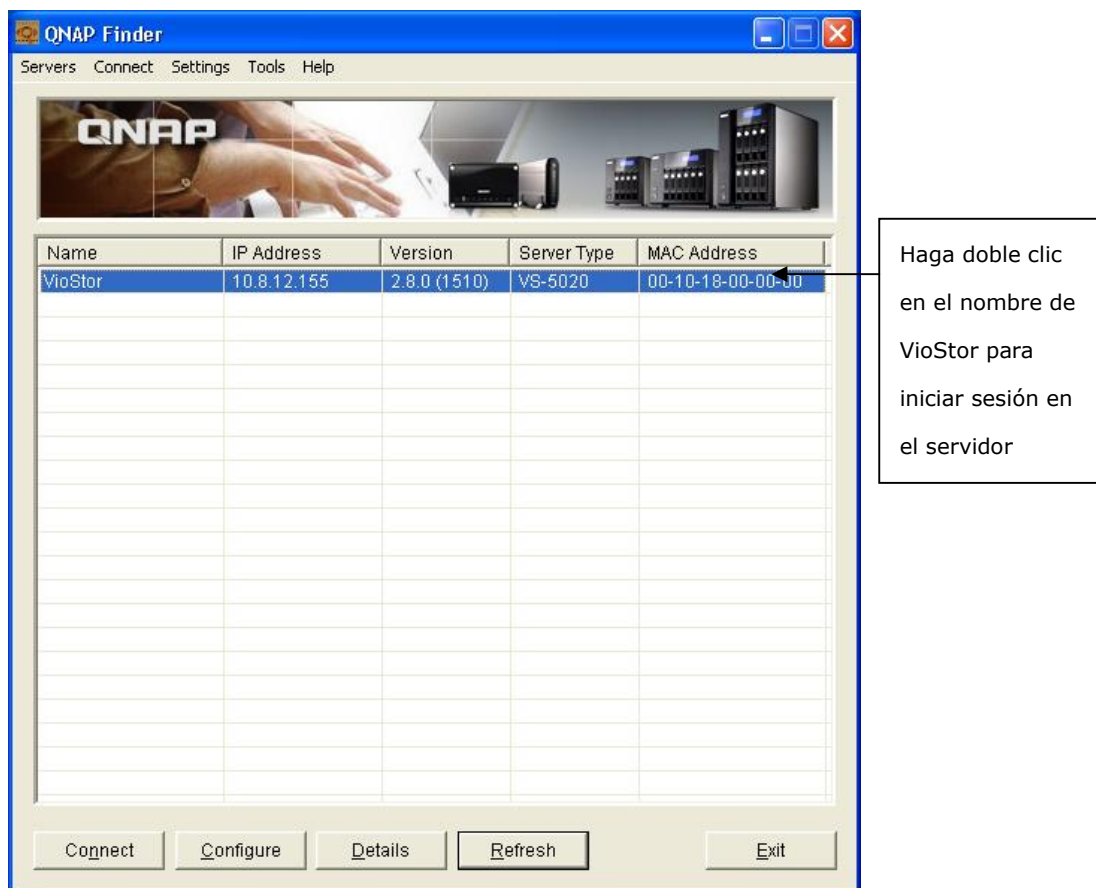 QNAP Finder
Servers Connect Settings Tools Help
QNAP
Name IP Address Version Server Type MAC Address
VioStor 10.8.12.155 2.8.0 (1510) VS-5020 00-10-18-00-00-00
Haga doble clic
en el nombre de
VioStor para
iniciar sesión en
el servidor
Connect Configure Details Refresh Exit